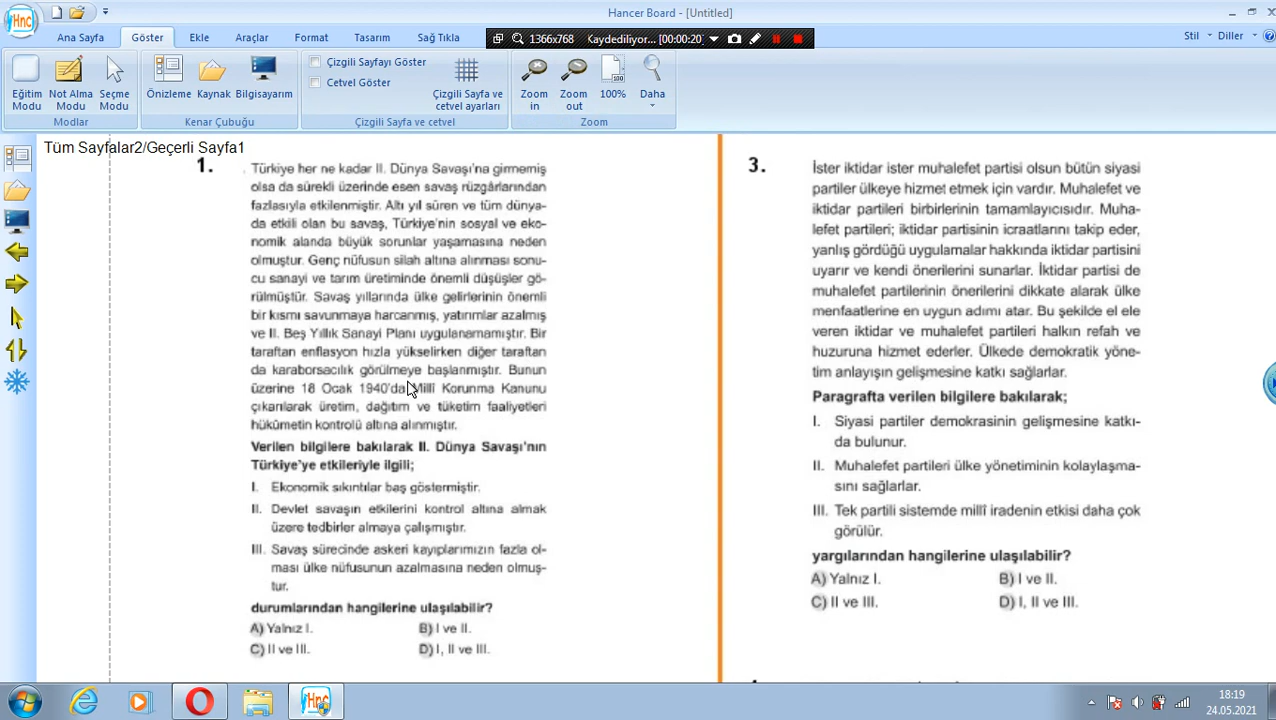 Hnc
Hancer Board - [Untitled]
Ana Sayfa Göster Ekle Araçlar Format Tasarım Sağ Tıkla
1366x768 Kaydediliyor... [00:00:20]
Stil Diller
Eğitim Modu
Not Alma Modu
Seçme Modu
Önizleme Kaynak Bilgisayarım
Çizgili Sayfayı Göster
Cetvel Göster
Çizgili Sayfa ve cetvel ayarları
Zoom in
Zoom out
100%
Daha
Modlar Kenar Çubuğu Çizgili Sayfa ve cetvel Zoom
Tüm Sayfalar2/Geçerli Sayfa1
1.
Türkiye her ne kadar II. Dünya Savaşı'na girmemiş
olsa da sürekli üzerinde esen savaş rüzgârlarından
fazlasıyla etkilenmiştir. Altı yıl süren ve tüm dünya-
da etkili olan bu savaş, Türkiye'nin sosyal ve eko-
nomik alanda büyük sorunlar yaşamasına neden
olmuştur. Genç nüfusun silah altına alınması sonu-
cu sanayi ve tarım üretiminde önemli düşüşler gö-
rülmüştür. Savaş yıllarında ülke gelirlerinin önemli
bir kısmı savunmaya harcanmış, yatırımlar azalmış
ve II. Beş Yıllık Sanayi Planı uygulanamamıştır. Bir
taraftan enflasyon hızla yükselirken diğer taraftan
da karaborsacılık görülmeye başlanmıştır. Bunun
üzerine 18 Ocak 1940'da Millî Korunma Kanunu
çıkarılarak üretim, dağıtım ve tüketim faaliyetleri
hükûmetin kontrolü altına alınmıştır.
Verilen bilgilere bakılarak II. Dünya Savaşı'nın
Türkiye'ye etkileriyle ilgili;
I. Ekonomik sıkıntılar baş göstermiştir.
II. Devlet savaşın etkilerini kontrol altına almak
üzere tedbirler almaya çalışmıştır.
III. Savaş sürecinde askeri kayıplarımızın fazla ol-
ması ülke nüfusunun azalmasına neden olmuş-
tur.
durumlarından hangilerine ulaşılabilir?
A) Yalnız I. B) I ve II.
C) II ve III. D) I, II ve III.
3.
İster iktidar ister muhalefet partisi olsun bütün siyasi
partiler ülkeye hizmet etmek için vardır. Muhalefet ve
iktidar partileri birbirlerinin tamamlayıcısıdır. Muha-
lefet partileri; iktidar partisinin icraatlarını takip eder,
yanlış gördüğü uygulamalar hakkında iktidar partisini
uyarır ve kendi önerilerini sunarlar. İktidar partisi de
muhalefet partilerinin önerilerini dikkate alarak ülke
menfaatlerine en uygun adımı atar. Bu şekilde el ele
veren iktidar ve muhalefet partileri halkın refah ve
huzuruna hizmet ederler. Ülkede demokratik yöne-
tim anlayışın gelişmesine katkı sağlarlar.
Paragrafta verilen bilgilere bakılarak;
I. Siyasi partiler demokrasinin gelişmesine katkı-
da bulunur.
II. Muhalefet partileri ülke yönetiminin kolaylaşma-
sını sağlarlar.
III. Tek partili sistemde millî iradenin etkisi daha çok
görülür.
yargılarından hangilerine ulaşılabilir?
A) Yalnız I. B) I ve II.
C) II ve III. D) I, II ve III.
Hnc
18:19
24.05.2021